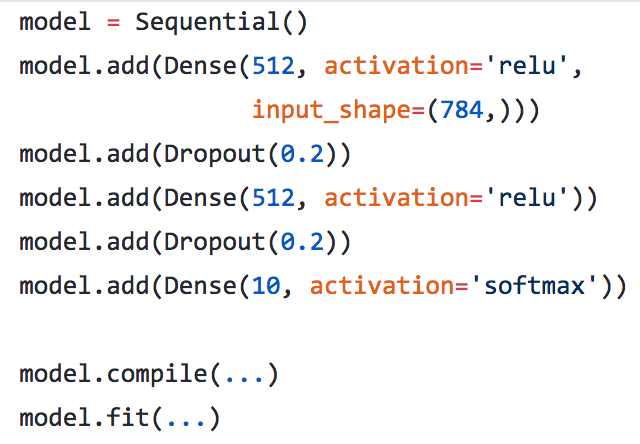 model = Sequential()
model.add(Dense(512, activation='relu',
                input_shape=(784,)))
model.add(Dropout(0.2))
model.add(Dense(512, activation='relu'))
model.add(Dropout(0.2))
model.add(Dense(10, activation='softmax'))

model.compile(...)
model.fit(...)